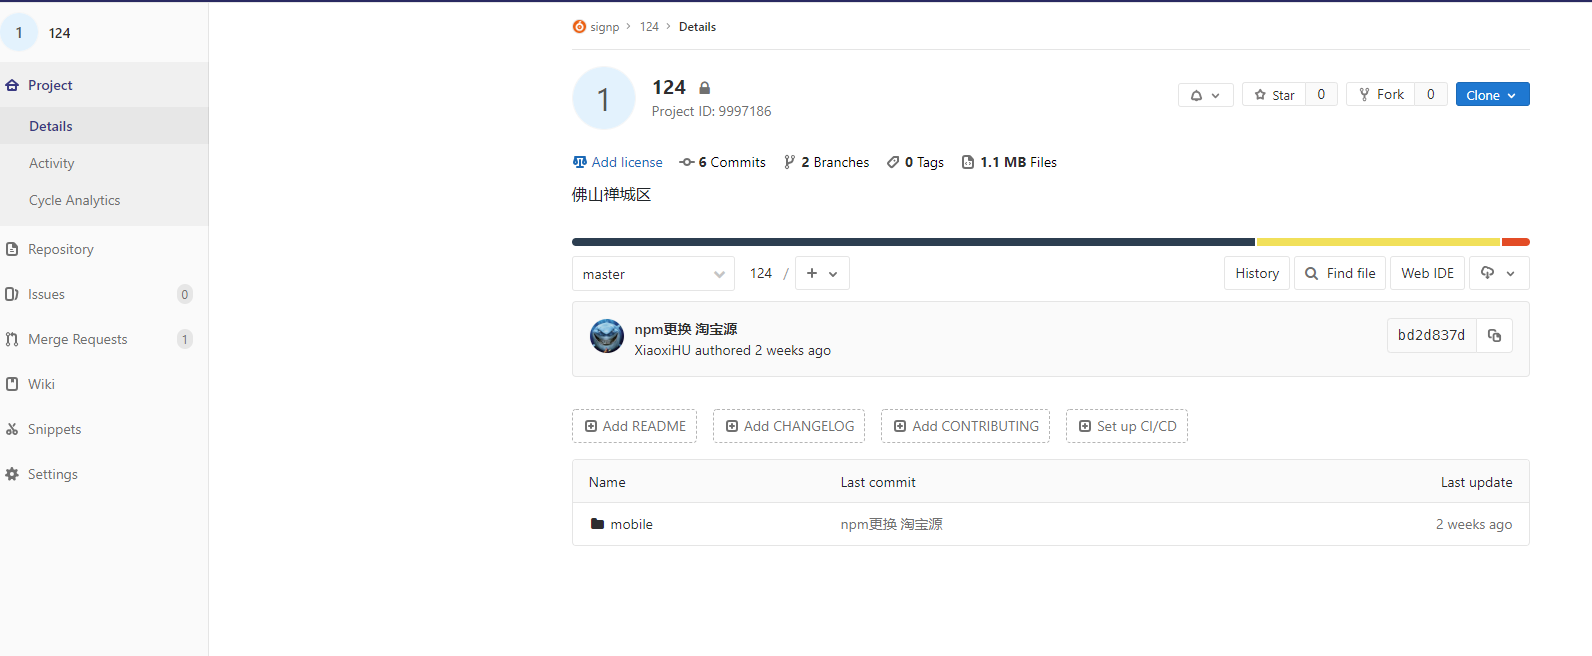 1 124
Project
Details
Activity
Cycle Analytics
Repository
Issues 0
Merge Requests 1
Wiki
Snippets
Settings
signp > 124 > Details
1
124
Project ID: 9997186
Star 0
Fork 0
Clone
Add license 6 Commits 2 Branches 0 Tags 1.1 MB Files
佛山禅城区
master 124 / + History Find file Web IDE
npm更换 淘宝源
XiaoxiHU authored 2 weeks ago
bd2d837d
Add README Add CHANGELOG Add CONTRIBUTING Set up CI/CD
Name Last commit Last update
mobile npm更换 淘宝源 2 weeks ago